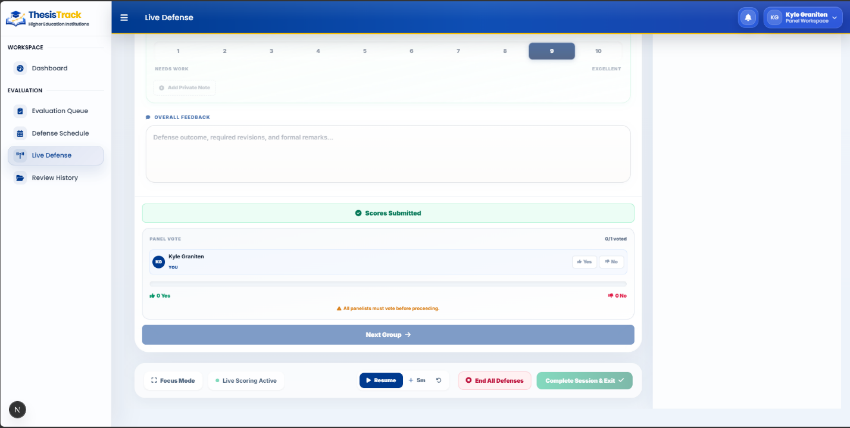 ThesisTrack
Higher Education Institutions
Live Defense
KG
Kyle Graniten
Panel Workspace
WORKSPACE
Dashboard
EVALUATION
Evaluation Queue
Defense Schedule
Live Defense
Review History
N
1 2 3 4 5 6 7 8 9 10
NEEDS WORK
EXCELLENT
Add Private Note
OVERALL FEEDBACK
Defense outcome, required revisions, and formal remarks...
Scores Submitted
PANEL VOTE
0/1 voted
KG
Kyle Graniten
YOU
Yes
No
0 Yes
0 No
All panelists must vote before proceeding.
Next Group →
Focus Mode
Live Scoring Active
Resume
+ 5m
End All Defenses
Complete Session & Exit